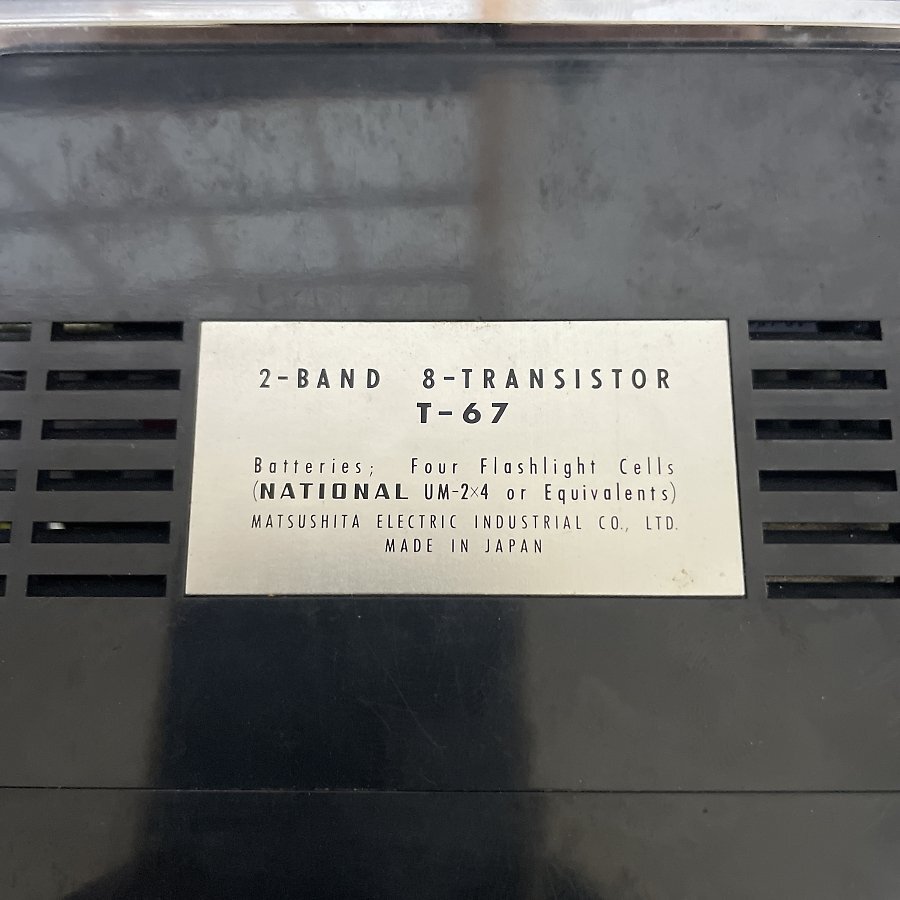 2-BAND 8-TRANSISTOR
T-67
Batteries; Four Flashlight Cells
(NATIONAL UM-2×4 or Equivalents)
MATSUSHITA ELECTRIC INDUSTRIAL CO., LTD.
MADE IN JAPAN